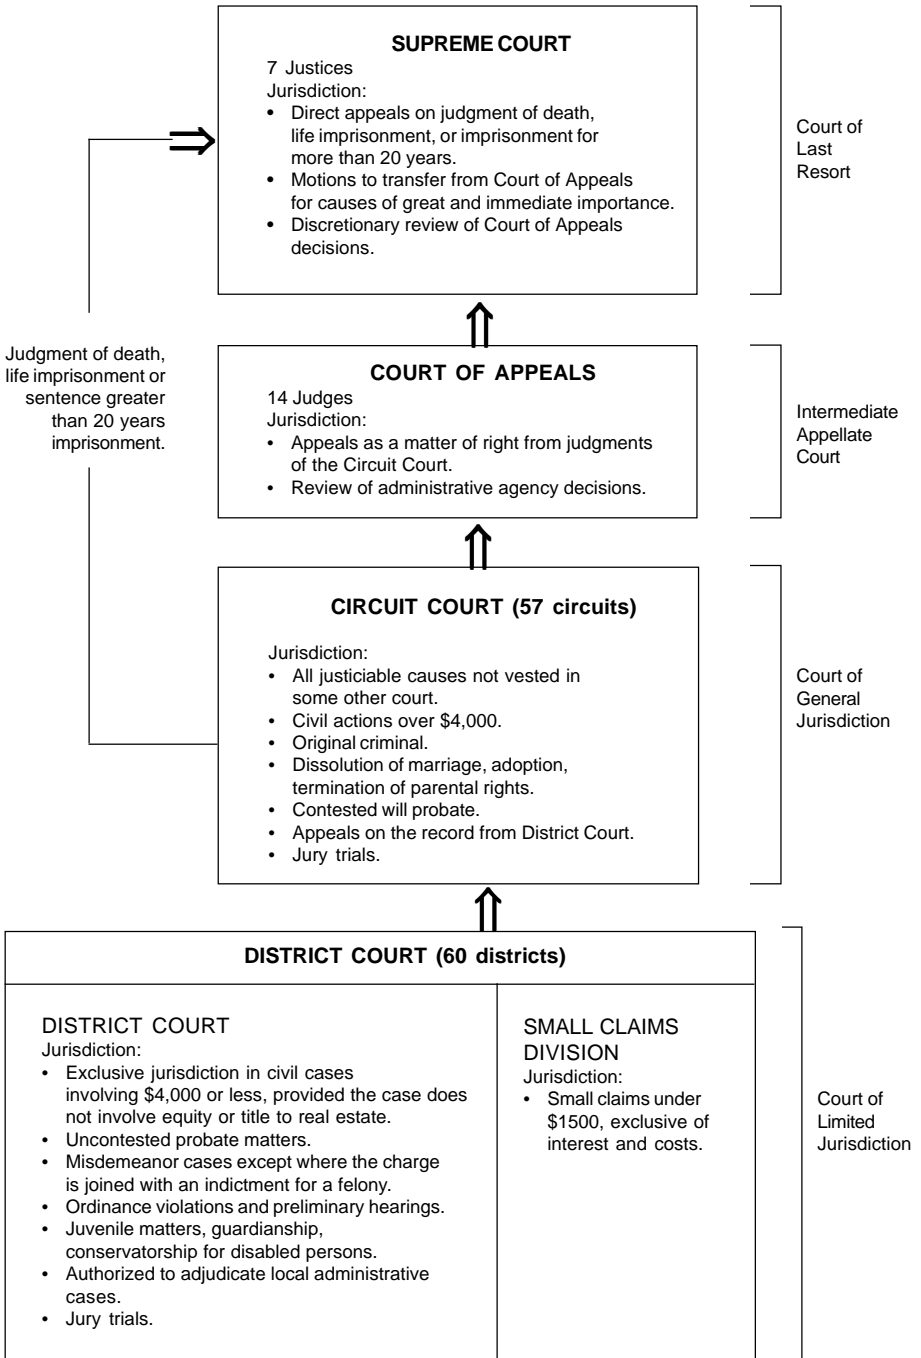 SUPREME COURT
7 Justices
Jurisdiction:
• Direct appeals on judgment of death,
life imprisonment, or imprisonment for
more than 20 years.
• Motions to transfer from Court of Appeals
for causes of great and immediate importance.
• Discretionary review of Court of Appeals
decisions.
Court of
Last
Resort
Judgment of death,
life imprisonment or
sentence greater
than 20 years
imprisonment.
COURT OF APPEALS
14 Judges
Jurisdiction:
• Appeals as a matter of right from judgments
of the Circuit Court.
• Review of administrative agency decisions.
Intermediate
Appellate
Court
CIRCUIT COURT (57 circuits)
Jurisdiction:
• All justiciable causes not vested in
some other court.
• Civil actions over $4,000.
• Original criminal.
• Dissolution of marriage, adoption,
termination of parental rights.
• Contested will probate.
• Appeals on the record from District Court.
• Jury trials.
Court of
General
Jurisdiction
DISTRICT COURT (60 districts)
DISTRICT COURT
Jurisdiction:
• Exclusive jurisdiction in civil cases
involving $4,000 or less, provided the case does
not involve equity or title to real estate.
• Uncontested probate matters.
• Misdemeanor cases except where the charge
is joined with an indictment for a felony.
• Ordinance violations and preliminary hearings.
• Juvenile matters, guardianship,
conservatorship for disabled persons.
• Authorized to adjudicate local administrative
cases.
• Jury trials.
SMALL CLAIMS
DIVISION
Jurisdiction:
• Small claims under
$1500, exclusive of
interest and costs.
Court of
Limited
Jurisdiction